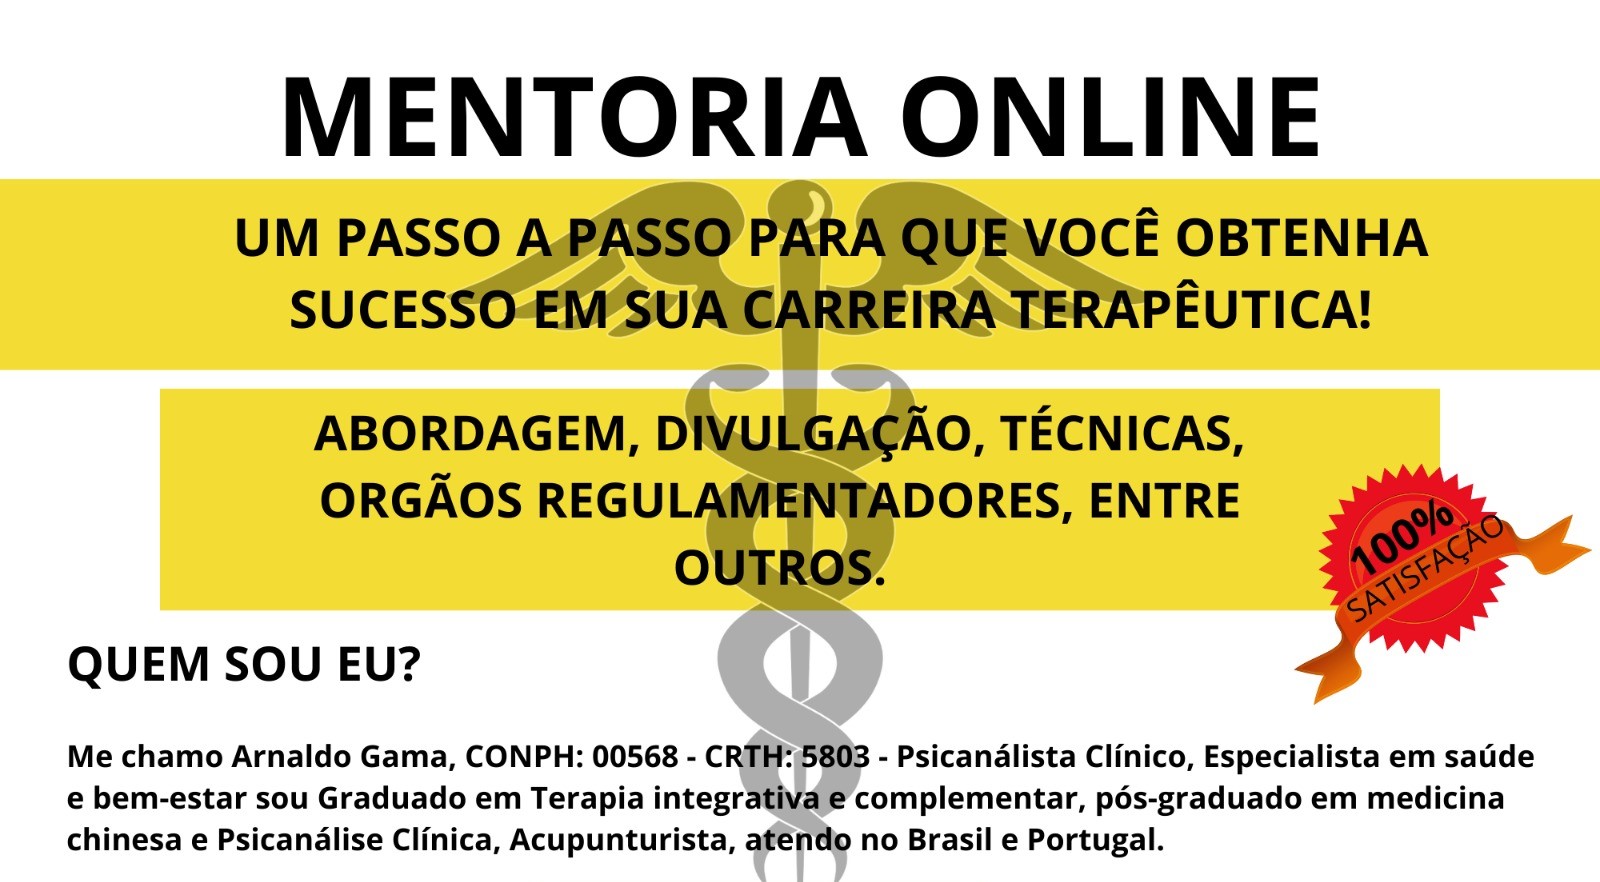 MENTORIA ONLINE
UM PASSO A PASSO PARA QUE VOCÊ OBTENHA
SUCESSO EM SUA CARREIRA TERAPÊUTICA!
ABORDAGEM, DIVULGAÇÃO, TÉCNICAS,
ORGÃOS REGULAMENTADORES, ENTRE
OUTROS.
100%
SATISFAÇÃO
QUEM SOU EU?
Me chamo Arnaldo Gama, CONPH: 00568 - CRTH: 5803 - Psicanálista Clínico, Especialista em saúde
e bem-estar sou Graduado em Terapia integrativa e complementar, pós-graduado em medicina
chinesa e Psicanálise Clínica, Acupunturista, atendo no Brasil e Portugal.